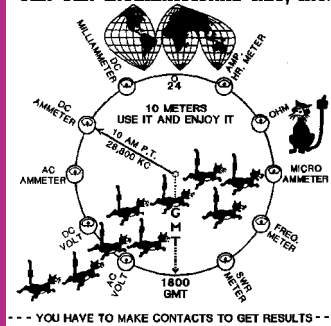 DC
MILLIAMMETER
AMP.
HR. METER
24
DC
AMMETER
10 METERS
USE IT AND ENJOY IT
OHM
10 AM P.T.
28,800 KC
AC
AMMETER
MICRO
AMMETER
DC
VOLT
GMT
FREQ.
METER
AC
VOLT
1800
GMT
SWR
METER
- - - YOU HAVE TO MAKE CONTACTS TO GET RESULTS - -